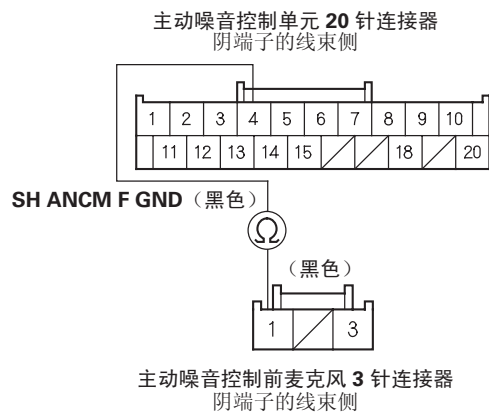 主动噪音控制单元 20 针连接器
阴端子的线束侧
1 2 3 4 5 6 7 8 9 10
11 12 13 14 15 18 20
SH ANCM F GND（黑色）
Ω
（黑色）
1 3
主动噪音控制前麦克风 3 针连接器
阴端子的线束侧